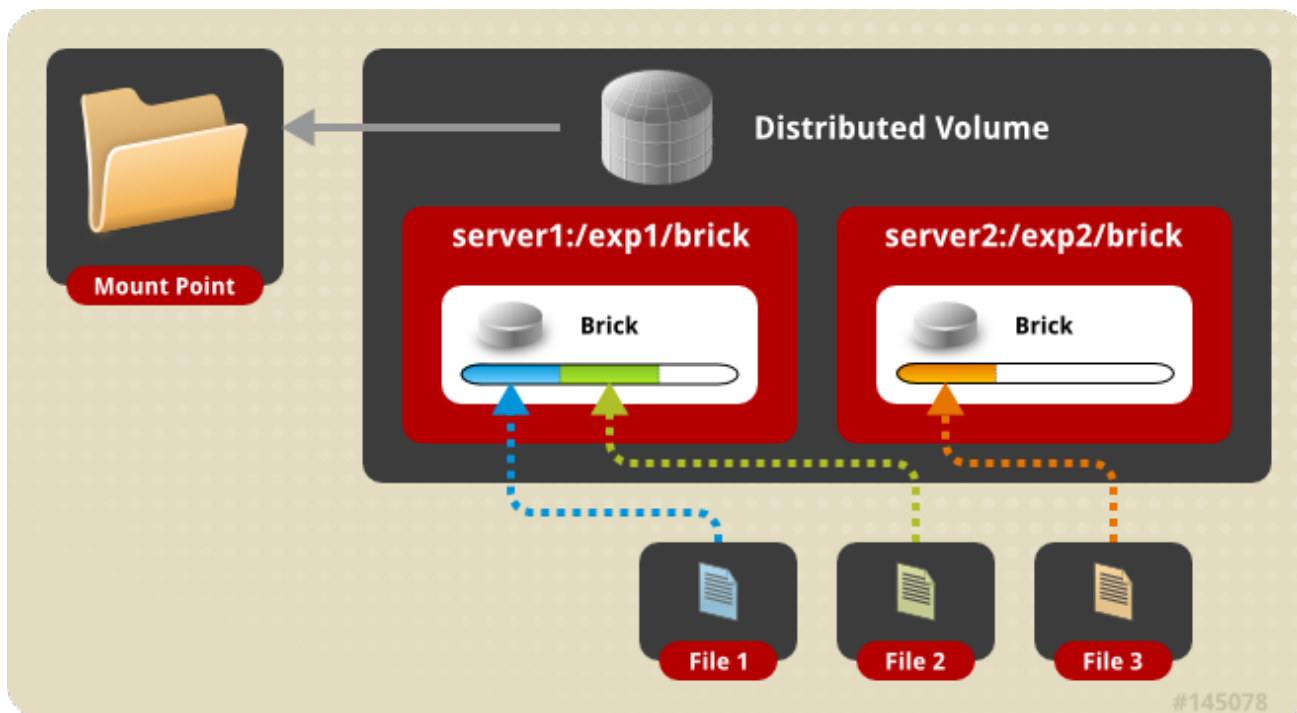 Distributed Volume
Mount Point
server1:/exp1/brick
server2:/exp2/brick
Brick
Brick
File 1
File 2
File 3
#145078